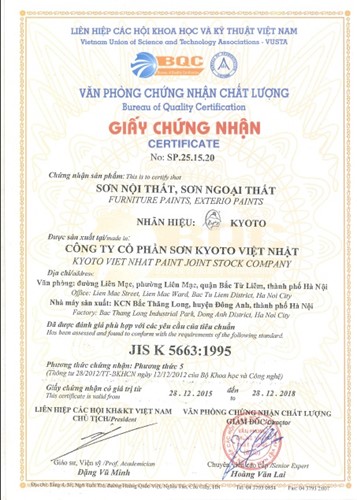 LIÊN HIỆP CÁC HỘI KHOA HỌC VÀ KỸ THUẬT VIỆT NAM
Vietnam Union of Science and Technology Associations - VUSTA
BQC
VĂN PHÒNG CHỨNG NHẬN CHẤT LƯỢNG
Bureau of Quality Certification
GIẤY CHỨNG NHẬN
CERTIFICATE
No: SP.25.15.20
Chứng nhận sản phẩm/ This is to certify that
SƠN NỘI THẤT, SƠN NGOẠI THẤT
FURNITURE PAINTS, EXTERIO PAINTS
NHÃN HIỆU: KYOTO
Được sản xuất tại/made in:
CÔNG TY CỔ PHẦN SƠN KYOTO VIỆT NHẬT
KYOTO VIET NHAT PAINT JOINT STOCK COMPANY
Địa chỉ/address:
Văn phòng: đường Liên Mạc, phường Liên Mạc, quận Bắc Từ Liêm, thành phố Hà Nội
Office: Lien Mac Street, Lien Mac Ward, Bac Tu Liem District, Ha Noi City
Nhà máy sản xuất: KCN Bắc Thăng Long, huyện Đông Anh, thành phố Hà Nội
Factory: Bac Thang Long Industrial Park, Dong Anh District, Ha Noi City
Đã được đánh giá phù hợp với các yêu cầu của tiêu chuẩn
Has been assessed and found to conform with the requirements of the following standard.
JIS K 5663:1995
Phương thức chứng nhận: Phương thức 5
(Thông tư 28/2012/TT-BKHCN ngày 12/12/2012 của Bộ Khoa học và Công nghệ)
Giấy chứng nhận có giá trị từ 28 . 12 . 2015 đến 28 . 12 . 2018
This certificate is valid from to
LIÊN HIỆP CÁC HỘI KH&KT VIỆT NAM VĂN PHÒNG CHỨNG NHẬN CHẤT LƯỢNG
CHỦ TỊCH/President GIÁM ĐỐC/Director
Giáo sư, Viện sỹ /Prof, Academician Chuyên gia cao cấp /Senior Expert
Đặng Vũ Minh Hoàng Văn Lai